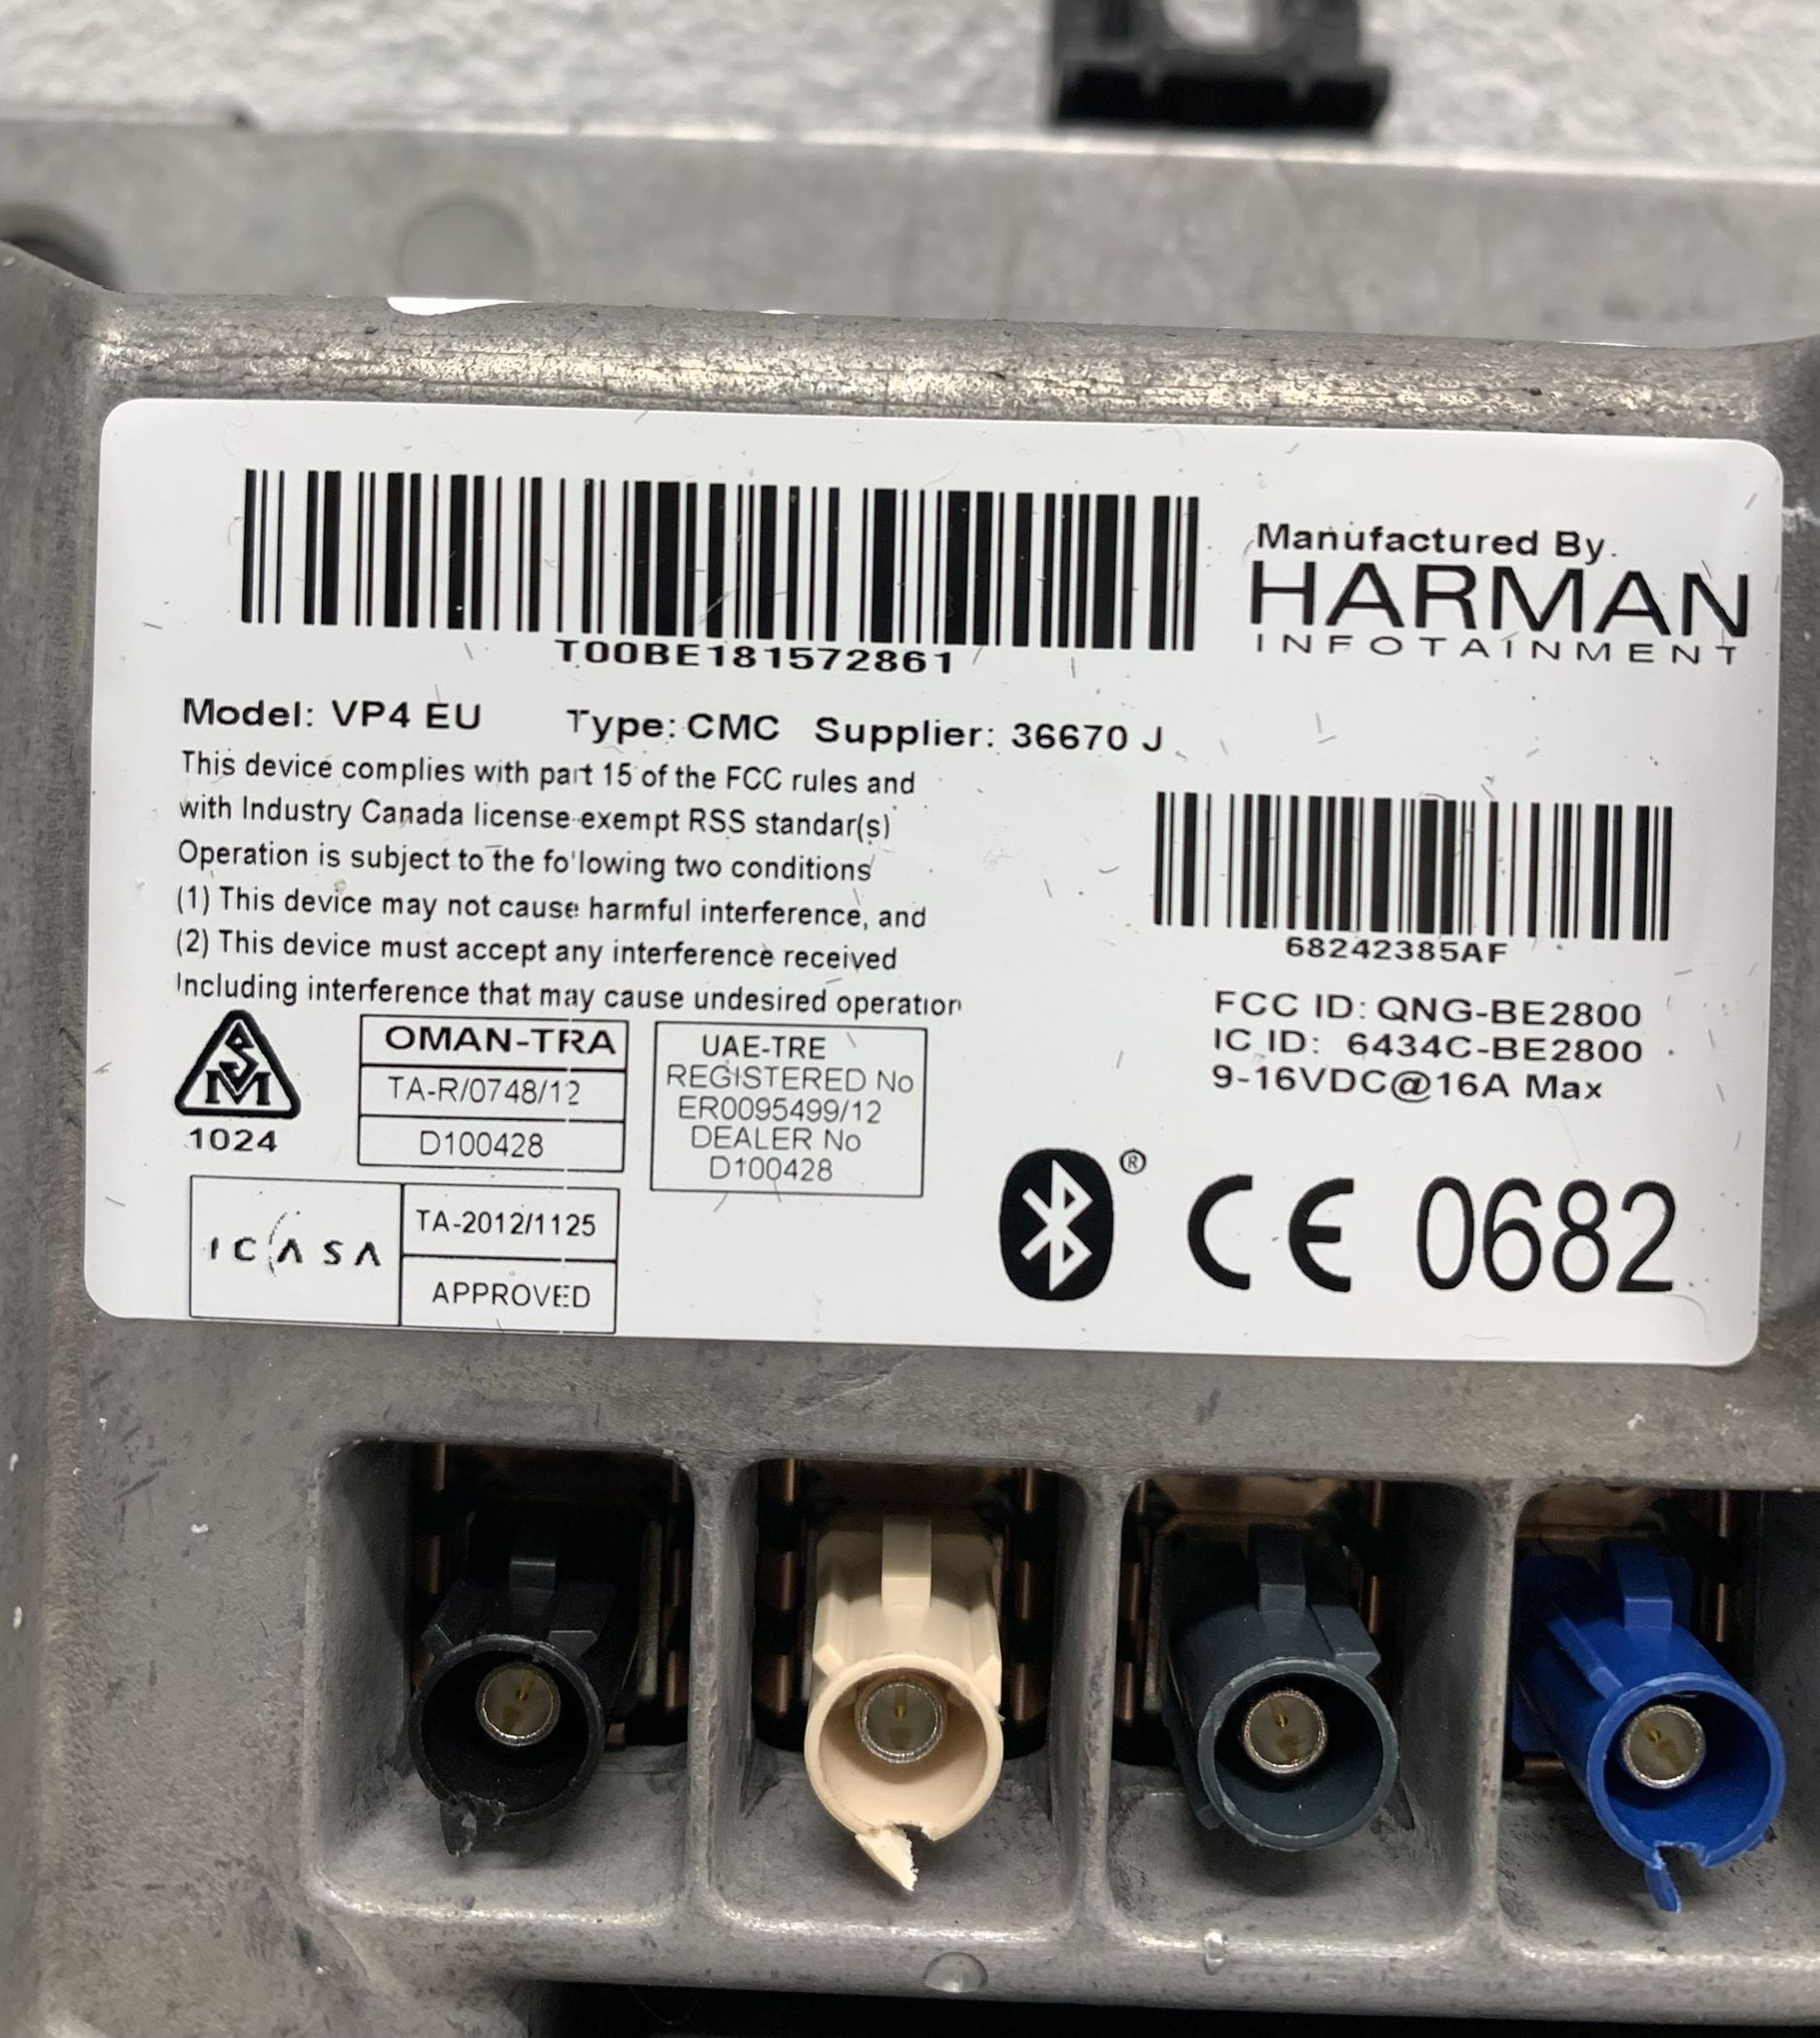 T00BE181572861
Manufactured By.
HARMAN
INFOTAINMENT
Model: VP4 EU Type: CMC Supplier: 36670 J
This device complies with part 15 of the FCC rules and
with Industry Canada license-exempt RSS standar(s)
Operation is subject to the following two conditions
(1) This device may not cause harmful interference, and
(2) This device must accept any interference received
Including interference that may cause undesired operation
68242385AF
FCC ID: QNG-BE2800
IC ID: 6434C-BE2800
9-16VDC@16A Max
SM
1024
OMAN-TRA
TA-R/0748/12
D100428
UAE-TRE
REGISTERED No
ER0095499/12
DEALER No
D100428
ICASA
TA-2012/1125
APPROVED
® CE 0682